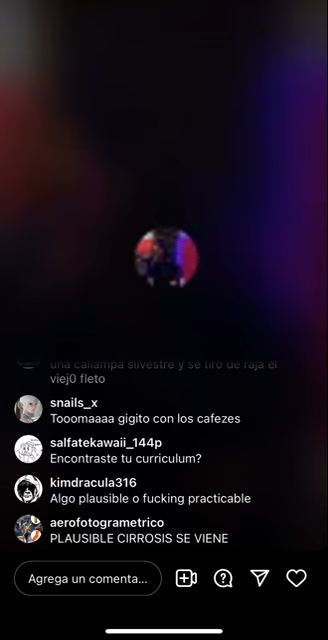 una callampa silvestre y se tiro de raja el
viej0 fleto
snails_x
Tooomaaaa gigito con los cafezes
salfatekawaii_144p
Encontraste tu curriculum?
kimdracula316
Algo plausible o fucking practicable
aerofotogrametrico
PLAUSIBLE CIRROSIS SE VIENE
Agrega un comenta...